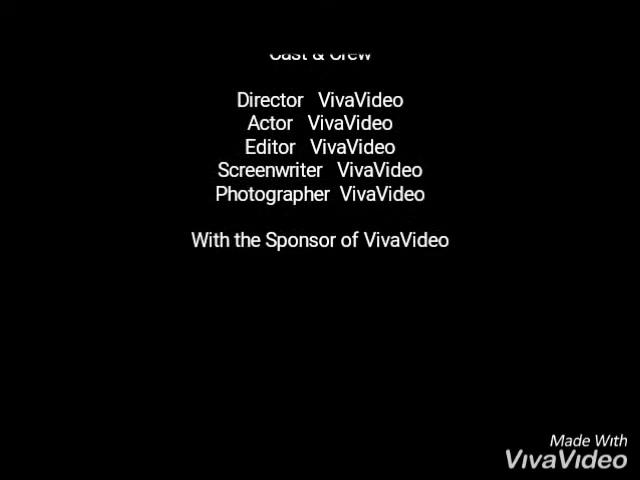 Cast & Crew
Director VivaVideo
Actor VivaVideo
Editor VivaVideo
Screenwriter VivaVideo
Photographer VivaVideo
With the Sponsor of VivaVideo
Made With
VivaVideo